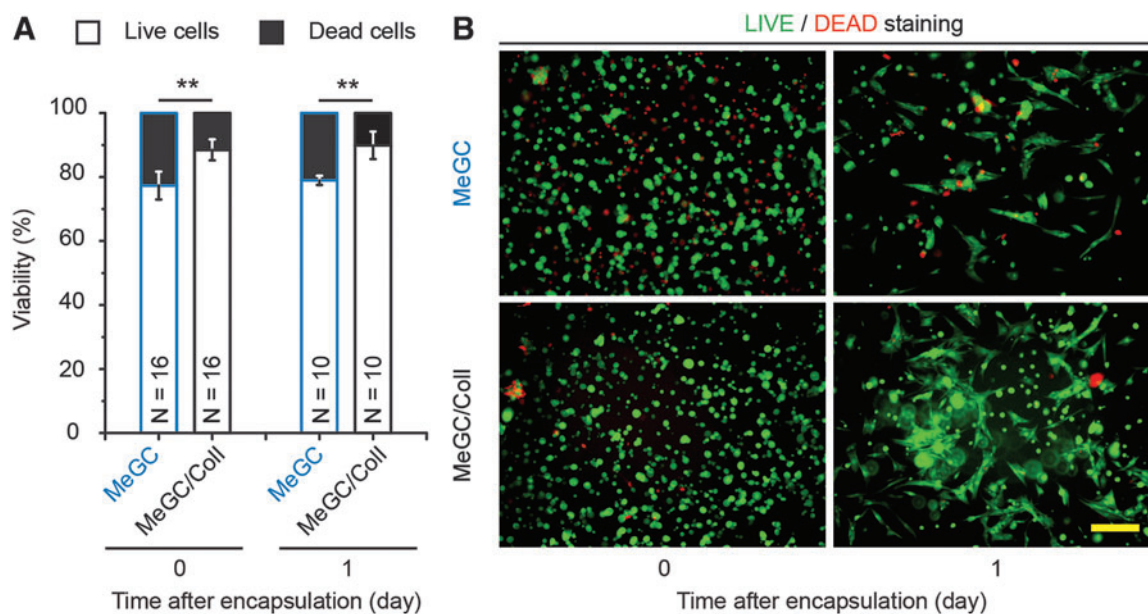 A
Live cells
Dead cells
**
**
100
80
60
40
20
0
Viability (%)
N = 16
N = 16
N = 10
N = 10
MeGC
MeGC/Coll
MeGC
MeGC/Coll
0
1
Time after encapsulation (day)
B
LIVE / DEAD staining
MeGC
MeGC/Coll
0
1
Time after encapsulation (day)